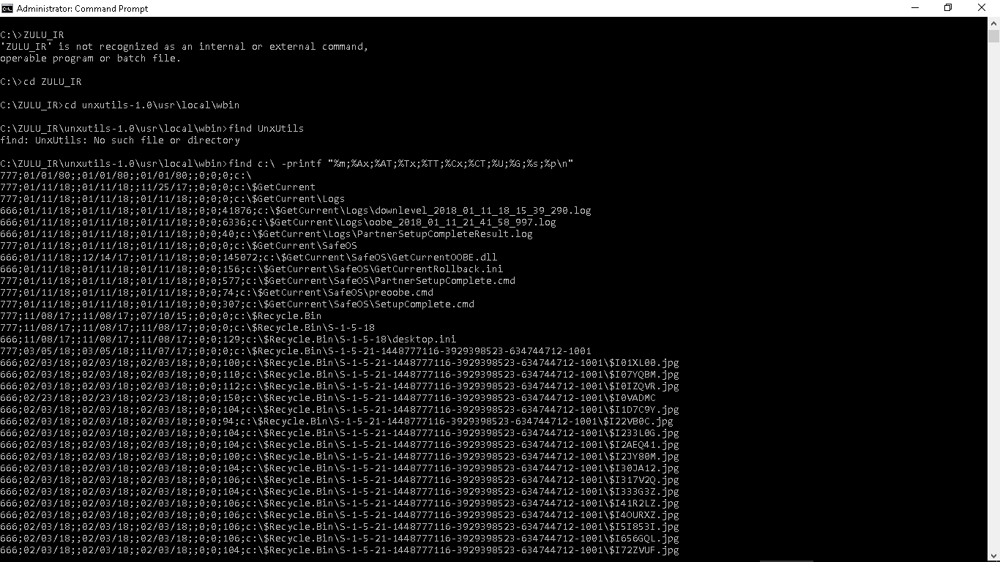 Administrator: Command Prompt
C:\>ZULU_IR
'ZULU_IR' is not recognized as an internal or external command,
operable program or batch file.
C:\>cd ZULU_IR
C:\ZULU_IR>cd unxutils-1.0\usr\local\wbin
C:\ZULU_IR\unxutils-1.0\usr\local\wbin>find UnxUtils
find: UnxUtils: No such file or directory
C:\ZULU_IR\unxutils-1.0\usr\local\wbin>find c:\ -printf "%m;%Ax;%AT;%Tx;%TT;%Cx;%CT;%U;%G;%s;%p\n"
777;01/01/80;;01/01/80;;01/01/80;;0;0;0;c:\
777;01/11/18;;01/11/18;;11/25/17;;0;0;0;c:\$GetCurrent
777;01/11/18;;01/11/18;;01/11/18;;0;0;0;c:\$GetCurrent\Logs
666;01/11/18;;01/11/18;;01/11/18;;0;0;41876;c:\$GetCurrent\Logs\downlevel_2018_01_11_18_15_39_290.log
666;01/11/18;;01/11/18;;01/11/18;;0;0;6336;c:\$GetCurrent\Logs\oobe_2018_01_11_21_41_58_997.log
666;01/11/18;;01/11/18;;01/11/18;;0;0;40;c:\$GetCurrent\Logs\PartnerSetupCompleteResult.log
777;01/11/18;;01/11/18;;01/11/18;;0;0;0;c:\$GetCurrent\SafeOS
666;01/11/18;;12/14/17;;01/11/18;;0;0;145072;c:\$GetCurrent\SafeOS\GetCurrentOOBE.dll
666;01/11/18;;01/11/18;;01/11/18;;0;0;156;c:\$GetCurrent\SafeOS\GetCurrentRollback.ini
777;01/11/18;;01/11/18;;01/11/18;;0;0;577;c:\$GetCurrent\SafeOS\PartnerSetupComplete.cmd
777;01/11/18;;01/11/18;;01/11/18;;0;0;74;c:\$GetCurrent\SafeOS\preoobe.cmd
777;01/11/18;;01/11/18;;01/11/18;;0;0;307;c:\$GetCurrent\SafeOS\SetupComplete.cmd
777;11/08/17;;11/08/17;;07/10/15;;0;0;0;c:\$Recycle.Bin
777;11/08/17;;11/08/17;;11/08/17;;0;0;0;c:\$Recycle.Bin\S-1-5-18
666;11/08/17;;11/08/17;;11/08/17;;0;0;129;c:\$Recycle.Bin\S-1-5-18\desktop.ini
777;03/05/18;;03/05/18;;11/07/17;;0;0;0;c:\$Recycle.Bin\S-1-5-21-1448777116-3929398523-634744712-1001
666;02/03/18;;02/03/18;;02/03/18;;0;0;100;c:\$Recycle.Bin\S-1-5-21-1448777116-3929398523-634744712-1001\$I01XL00.jpg
666;02/03/18;;02/03/18;;02/03/18;;0;0;110;c:\$Recycle.Bin\S-1-5-21-1448777116-3929398523-634744712-1001\$I07YQBM.jpg
666;02/03/18;;02/03/18;;02/03/18;;0;0;112;c:\$Recycle.Bin\S-1-5-21-1448777116-3929398523-634744712-1001\$I0IZQVR.jpg
666;02/23/18;;02/23/18;;02/23/18;;0;0;150;c:\$Recycle.Bin\S-1-5-21-1448777116-3929398523-634744712-1001\$I0VADMC
666;02/03/18;;02/03/18;;02/03/18;;0;0;104;c:\$Recycle.Bin\S-1-5-21-1448777116-3929398523-634744712-1001\$I1D7C9Y.jpg
666;02/03/18;;02/03/18;;02/03/18;;0;0;94;c:\$Recycle.Bin\S-1-5-21-1448777116-3929398523-634744712-1001\$I22VB0C.jpg
666;02/03/18;;02/03/18;;02/03/18;;0;0;104;c:\$Recycle.Bin\S-1-5-21-1448777116-3929398523-634744712-1001\$I233L0G.jpg
666;02/03/18;;02/03/18;;02/03/18;;0;0;104;c:\$Recycle.Bin\S-1-5-21-1448777116-3929398523-634744712-1001\$I2AEQ41.jpg
666;02/03/18;;02/03/18;;02/03/18;;0;0;100;c:\$Recycle.Bin\S-1-5-21-1448777116-3929398523-634744712-1001\$I2JY80M.jpg
666;02/03/18;;02/03/18;;02/03/18;;0;0;104;c:\$Recycle.Bin\S-1-5-21-1448777116-3929398523-634744712-1001\$I30JA12.jpg
666;02/03/18;;02/03/18;;02/03/18;;0;0;106;c:\$Recycle.Bin\S-1-5-21-1448777116-3929398523-634744712-1001\$I317V2Q.jpg
666;02/03/18;;02/03/18;;02/03/18;;0;0;104;c:\$Recycle.Bin\S-1-5-21-1448777116-3929398523-634744712-1001\$I333G3Z.jpg
666;02/03/18;;02/03/18;;02/03/18;;0;0;106;c:\$Recycle.Bin\S-1-5-21-1448777116-3929398523-634744712-1001\$I41R2LZ.jpg
666;02/03/18;;02/03/18;;02/03/18;;0;0;106;c:\$Recycle.Bin\S-1-5-21-1448777116-3929398523-634744712-1001\$I4OURXZ.jpg
666;02/03/18;;02/03/18;;02/03/18;;0;0;106;c:\$Recycle.Bin\S-1-5-21-1448777116-3929398523-634744712-1001\$I5I853I.jpg
666;02/03/18;;02/03/18;;02/03/18;;0;0;106;c:\$Recycle.Bin\S-1-5-21-1448777116-3929398523-634744712-1001\$I656GQL.jpg
666;02/03/18;;02/03/18;;02/03/18;;0;0;104;c:\$Recycle.Bin\S-1-5-21-1448777116-3929398523-634744712-1001\$I72ZVUF.jpg